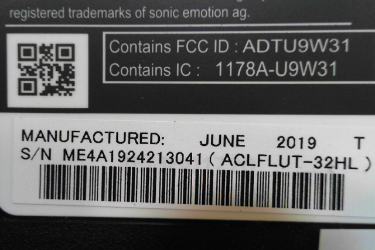 registered trademarks of sonic emotion ag.
Contains FCC ID : ADTU9W31
Contains IC : 1178A-U9W31
MANUFACTURED: JUNE 2019 T
S/N ME4A1924213041 ( ACLFLUT-32HL )